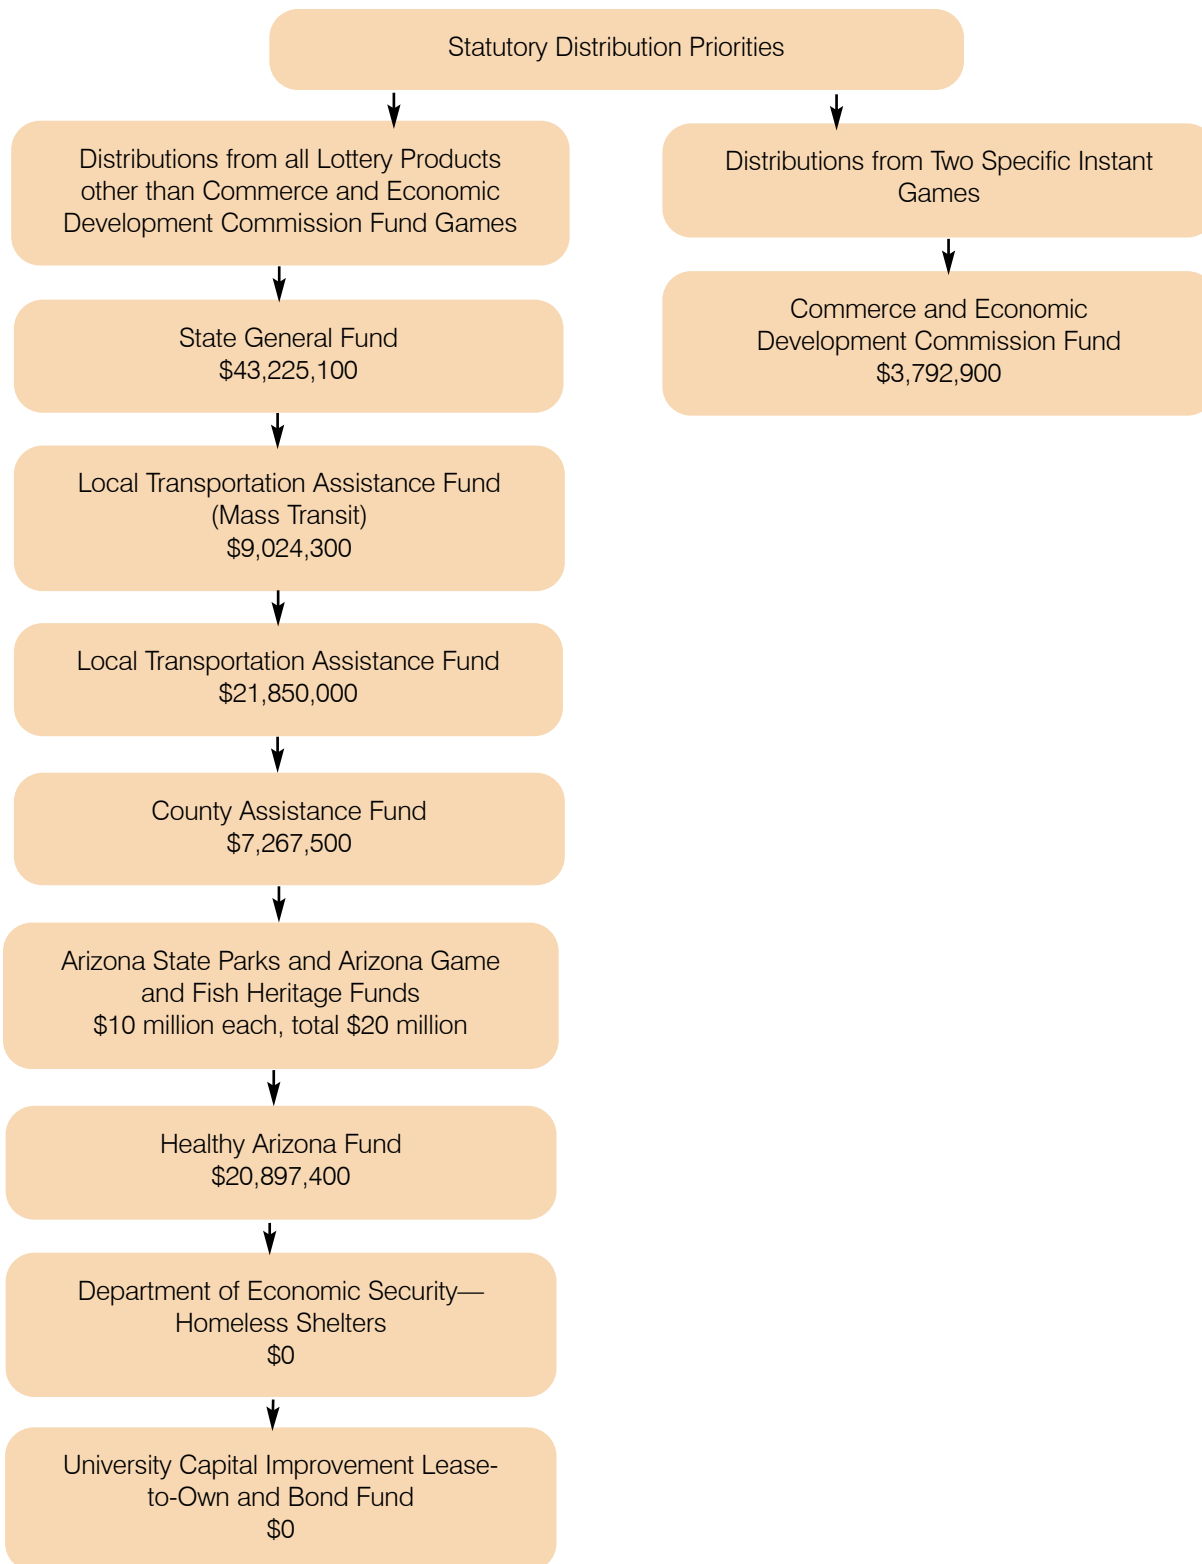 Statutory Distribution Priorities
Distributions from all Lottery Products
other than Commerce and Economic
Development Commission Fund Games
State General Fund
$43,225,100
Local Transportation Assistance Fund
(Mass Transit)
$9,024,300
Local Transportation Assistance Fund
$21,850,000
County Assistance Fund
$7,267,500
Arizona State Parks and Arizona Game
and Fish Heritage Funds
$10 million each, total $20 million
Healthy Arizona Fund
$20,897,400
Department of Economic Security—
Homeless Shelters
$0
University Capital Improvement Lease-
to-Own and Bond Fund
$0
Distributions from Two Specific Instant
Games
Commerce and Economic
Development Commission Fund
$3,792,900